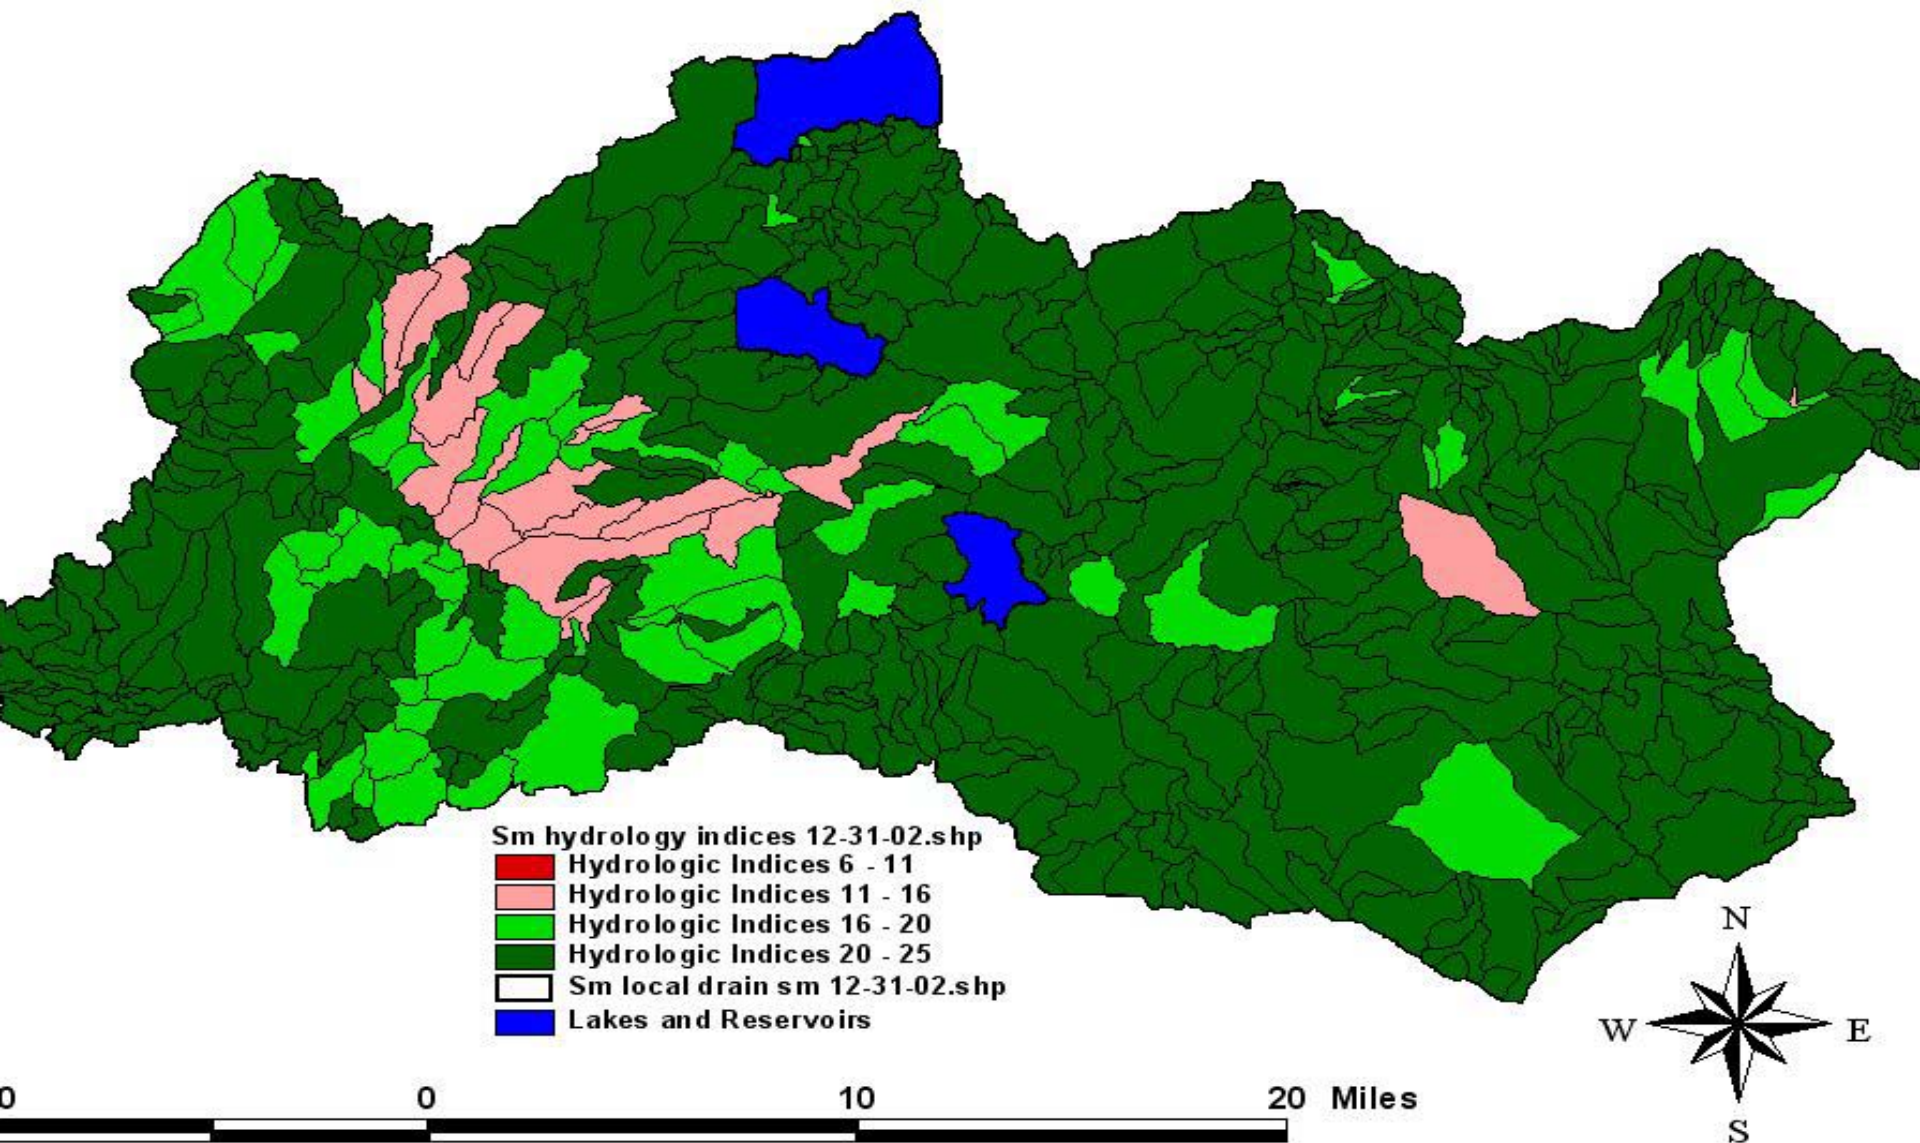 Sm hydrology indices 12-31-02.shp
Hydrologic Indices 6 - 11
Hydrologic Indices 11 - 16
Hydrologic Indices 16 - 20
Hydrologic Indices 20 - 25
Sm local drain sm 12-31-02.shp
Lakes and Reservoirs
N
W E
S
0 0 10 20 Miles